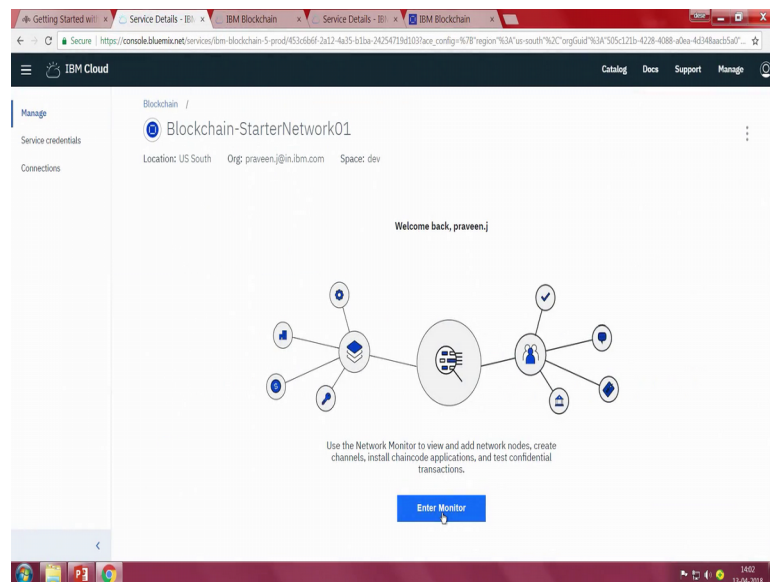 Getting Started wit
Service Details - IBM
IBM Blockchain
Service Details - IBM
IBM Blockchain
Secure https://console.bluemix.net/services/ibm-blockchain-5-prod/453c6b6f-2a12-4a35-b1ba-24254719d103?ace_config=%7B"region"%3A"us-south"%2C"orgGuid"%3A"505c121b-4228-4088-a0ea-4d348aacb5a0"...
IBM Cloud
Catalog Docs Support Manage
Manage
Service credentials
Connections
Blockchain /
Blockchain-StarterNetwork01
Location: US South Org: praveen.j@in.ibm.com Space: dev
Welcome back, praveen.j
Use the Network Monitor to view and add network nodes, create
channels, install chaincode applications, and test confidential
transactions.
Enter Monitor
14:02
13-04-2018